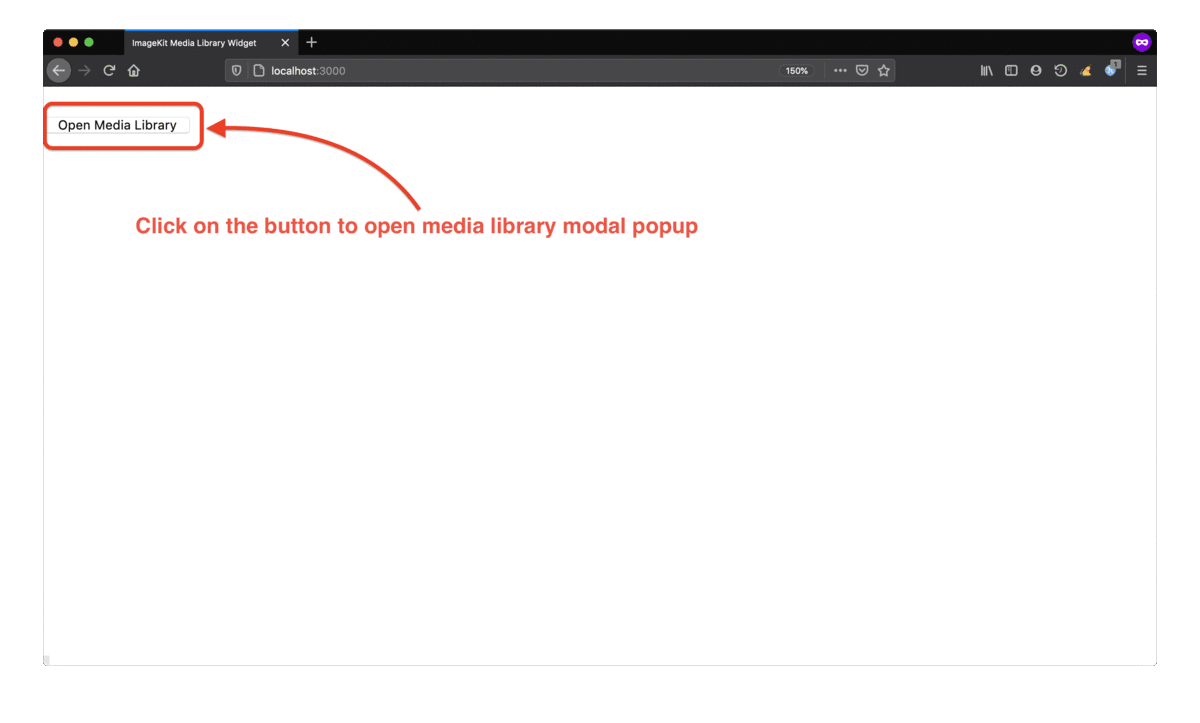 ImageKit Media Library Widget
localhost:3000
150%
1
Open Media Library
Click on the button to open media library modal popup